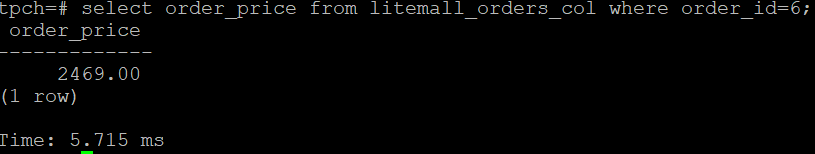 tpch=# select order_price from litemall_orders_col where order_id=6;
order_price
-------------
2469.00
(1 row)
Time: 5.715 ms